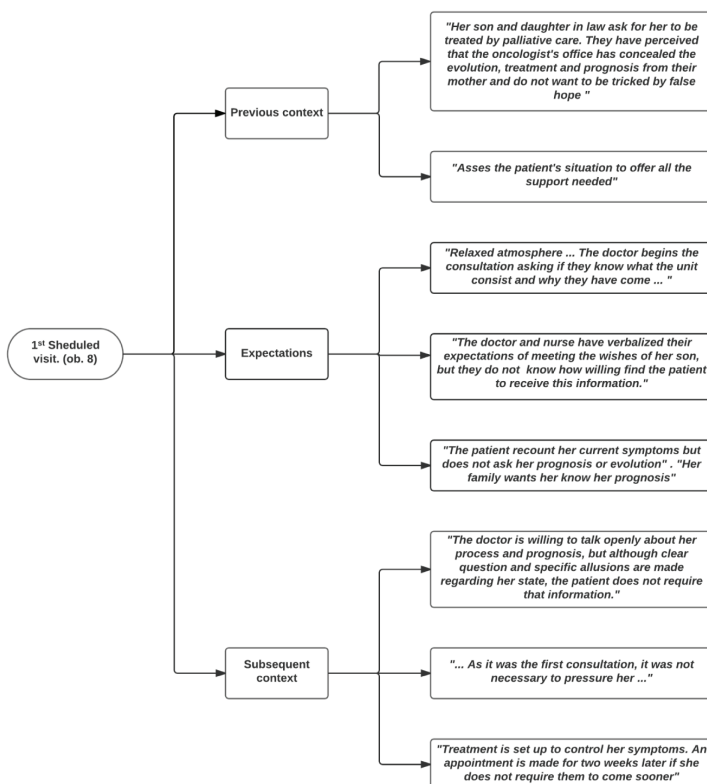 "Her son and daughter in law ask for her to be
treated by palliative care. They have perceived
that the oncologist's office has concealed the
evolution, treatment and prognosis from their
mother and do not want to be tricked by false
hope "
Previous context
"Asses the patient's situation to offer all the
support needed"
"Relaxed atmosphere ... The doctor begins the
consultation asking if they know what the unit
consist and why they have come ... "
1st Sheduled
visit. (ob. 8)
Expectations
"The doctor and nurse have verbalized their
expectations of meeting the wishes of her son,
but they do not know how willing find the patient
to receive this information."
"The patient recount her current symptoms but
does not ask her prognosis or evolution" . "Her
family wants her know her prognosis"
"The doctor is willing to talk openly about her
process and prognosis, but although clear
question and specific allusions are made
regarding her state, the patient does not require
that information."
Subsequent
context
"... As it was the first consultation, it was not
necessary to pressure her ..."
"Treatment is set up to control her symptoms. An
appointment is made for two weeks later if she
does not require them to come sooner"